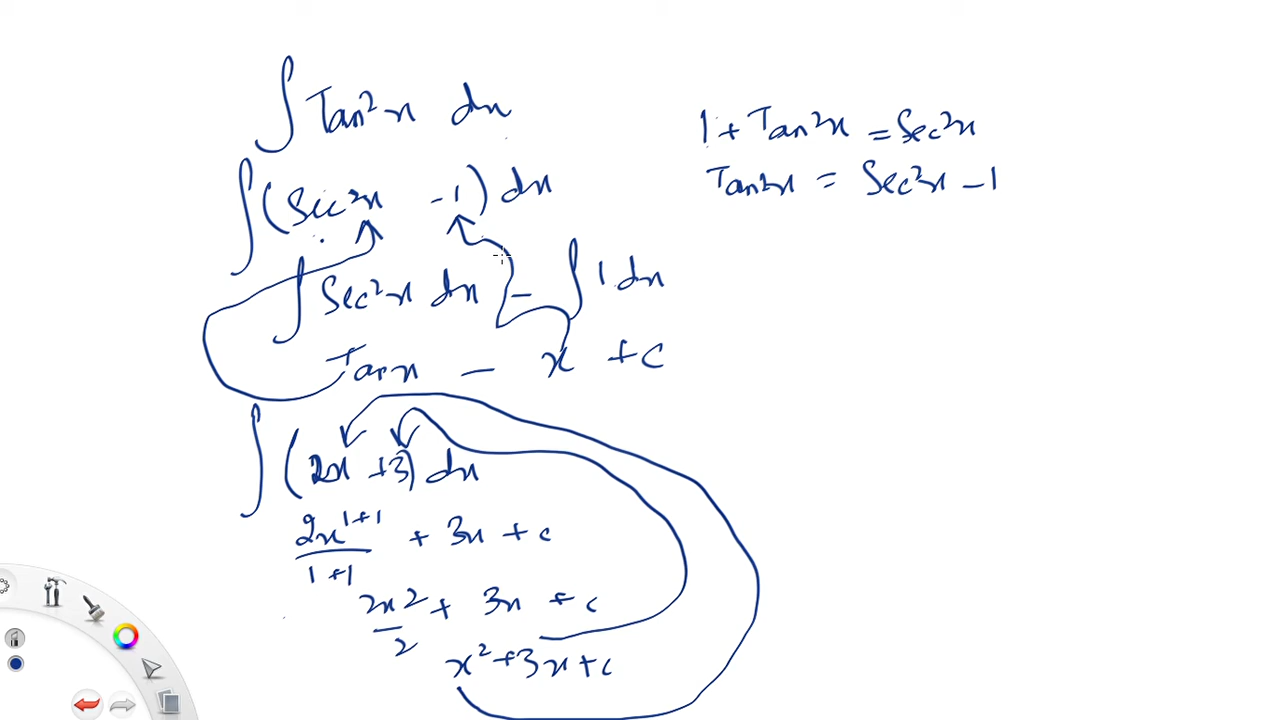 ∫ Tan²x dx
1 + Tan²x = Sec²x
∫ (Sec²x -1) dx
Tan²x = Sec²x - 1
∫ Sec²x dx - ∫ 1 dx
Tanx - x + c
∫ (2x +3) dx
2x^(1+1)/(1+1) + 3x + c
2x²/2 + 3x + c
x² + 3x + c